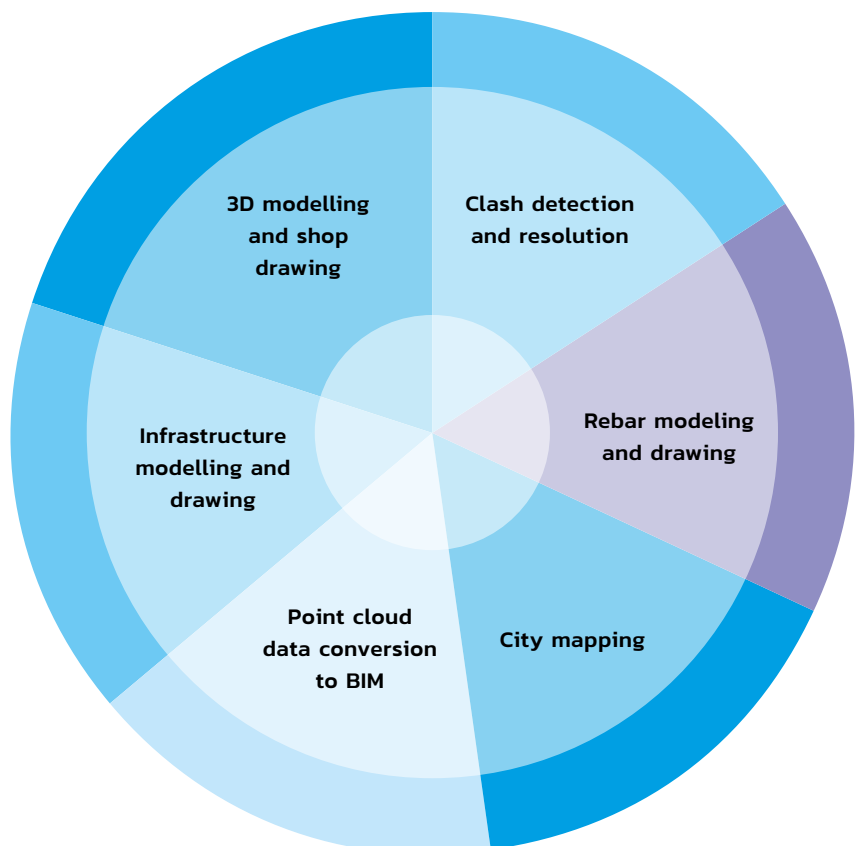 3D modelling
and shop
drawing
Clash detection
and resolution
Rebar modeling
and drawing
City mapping
Point cloud
data conversion
to BIM
Infrastructure
modelling and
drawing